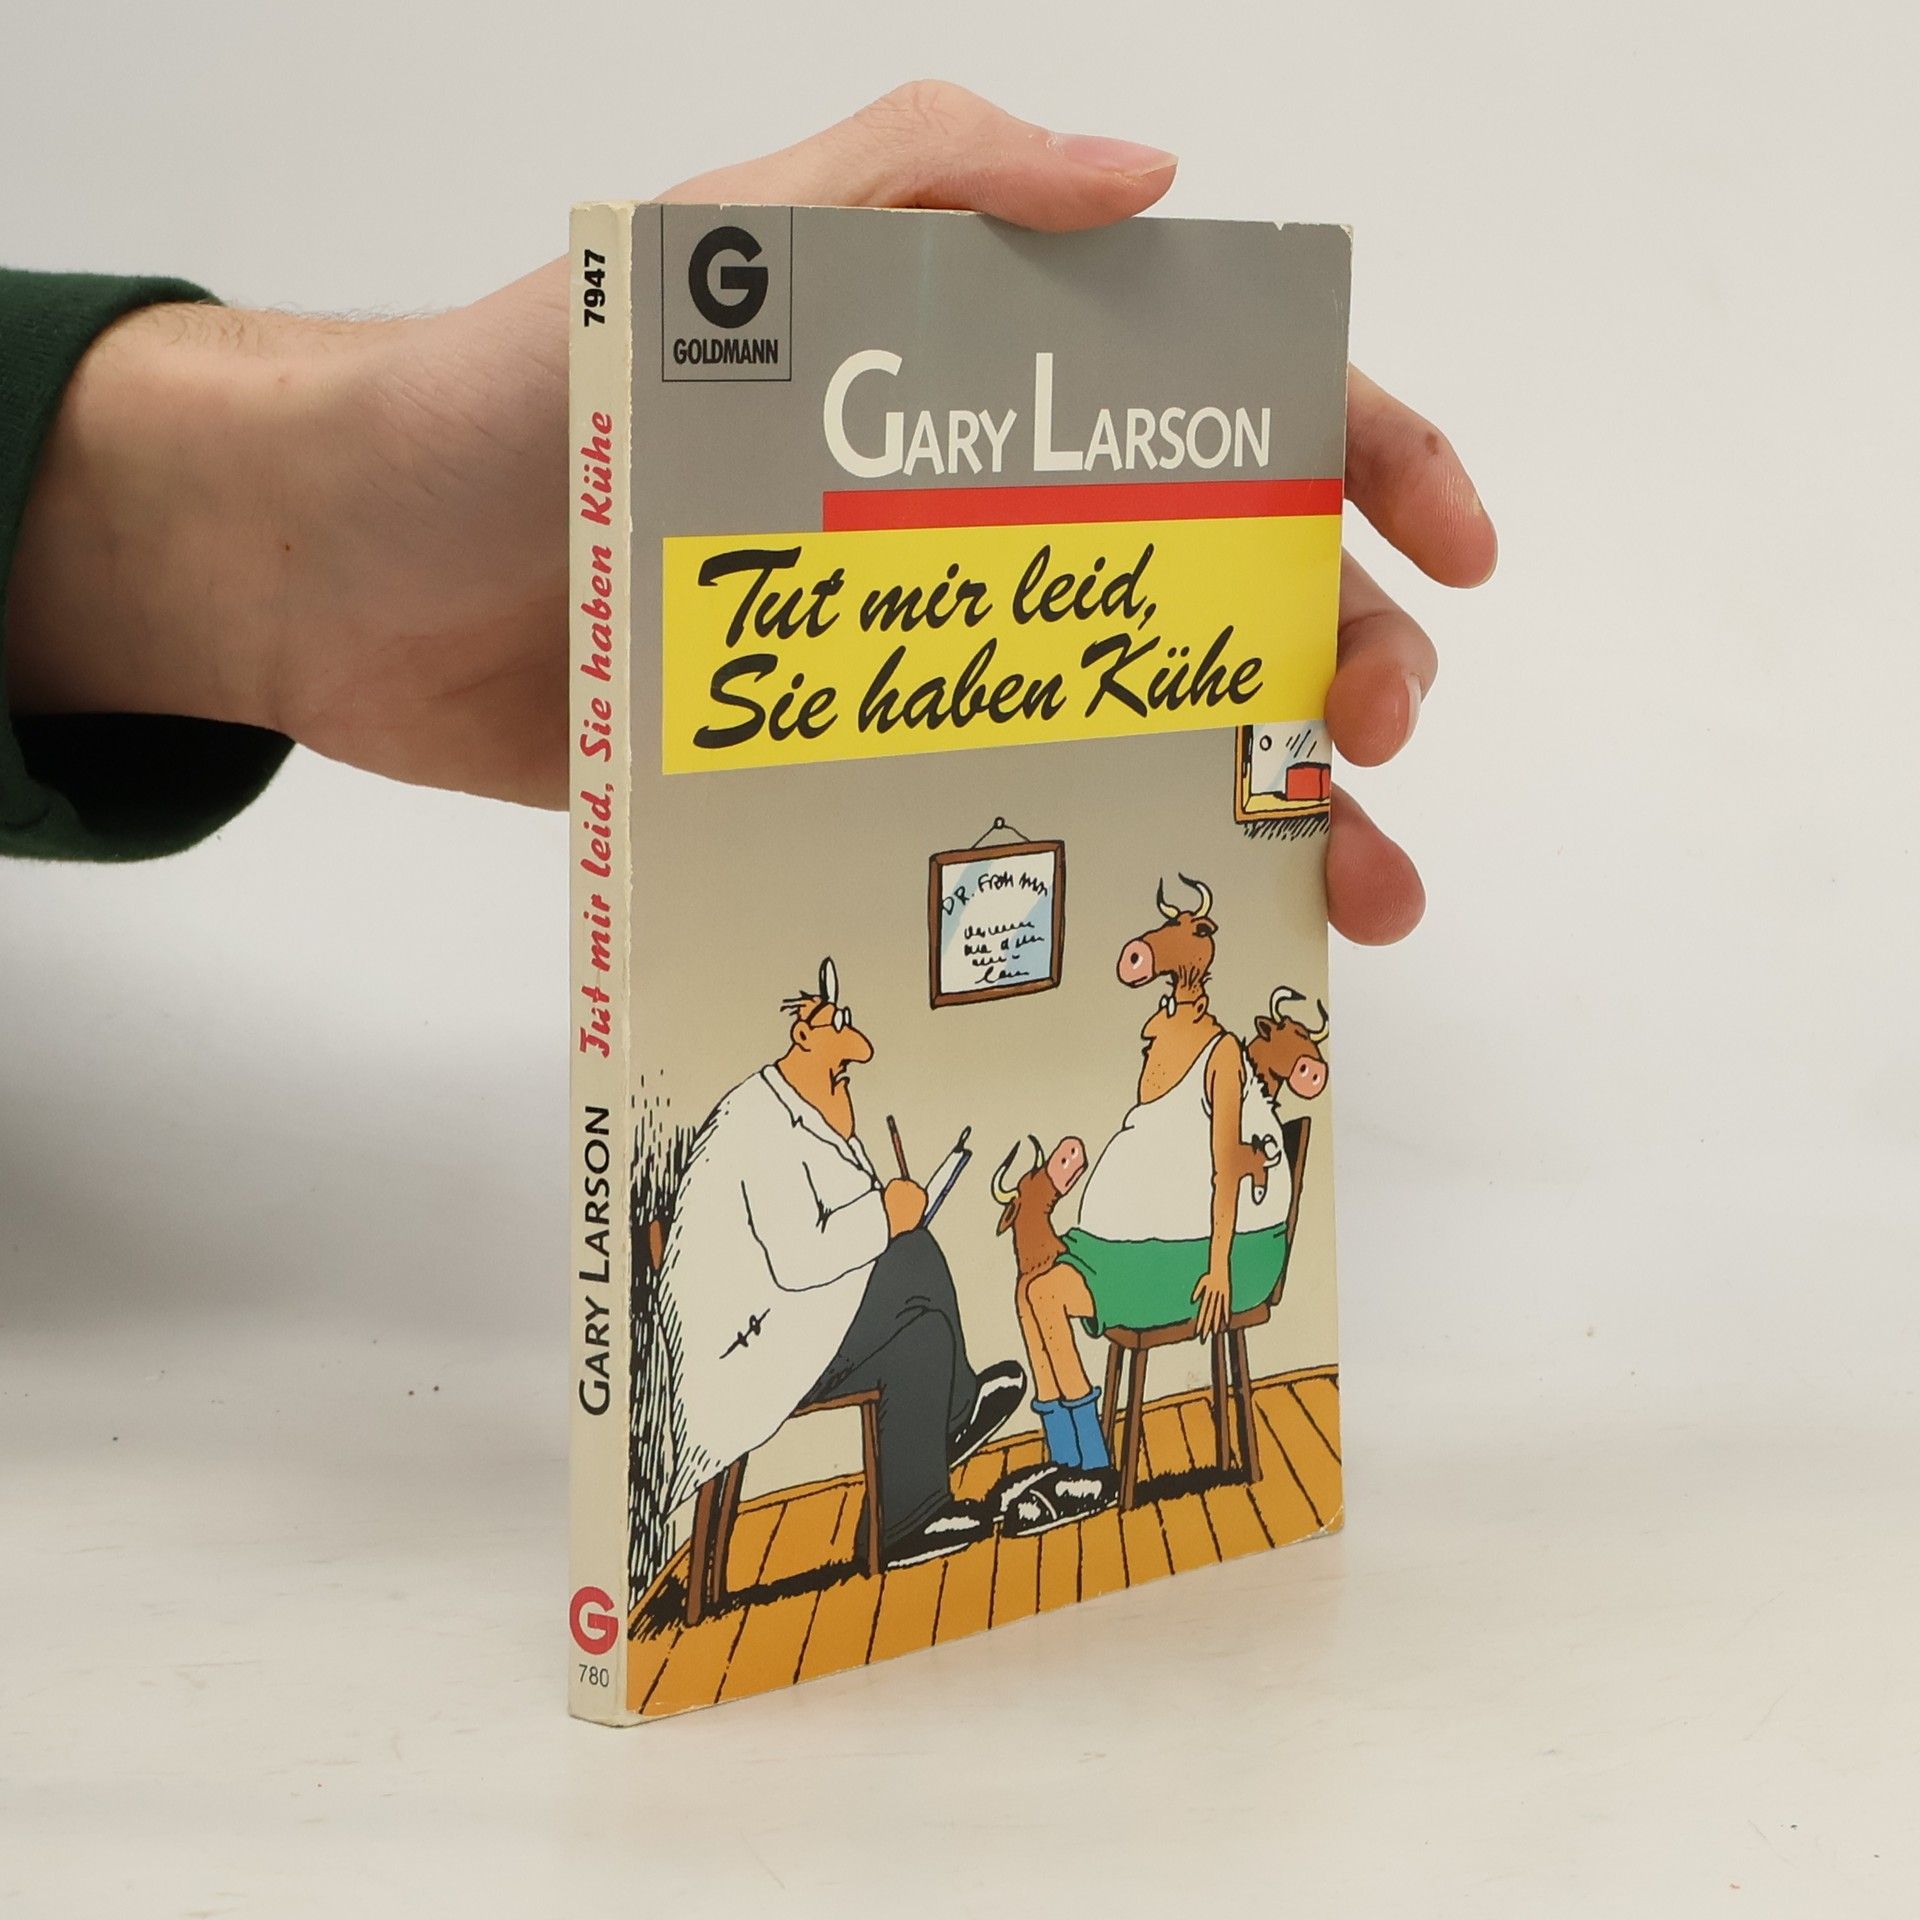 7947
Tut mir leid, Sie haben Kühe
GARY LARSON
G
780
G
GOLDMANN
GARY LARSON
Tut mir leid,
Sie haben Kühe
DR.